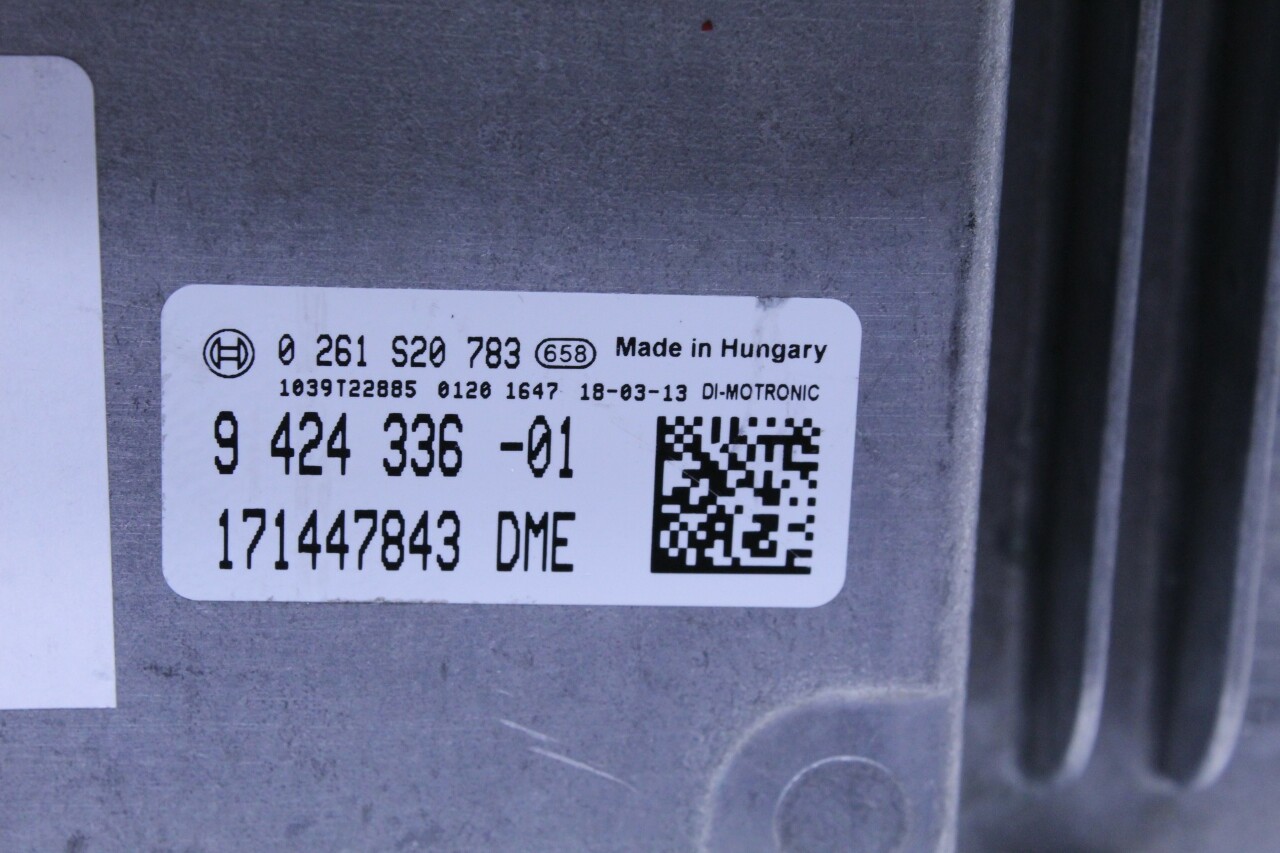 0 261 S20 783 658 Made in Hungary
1039T22885 0120 1647 18-03-13 DI-MOTRONIC
9 424 336 -01
171447843 DME